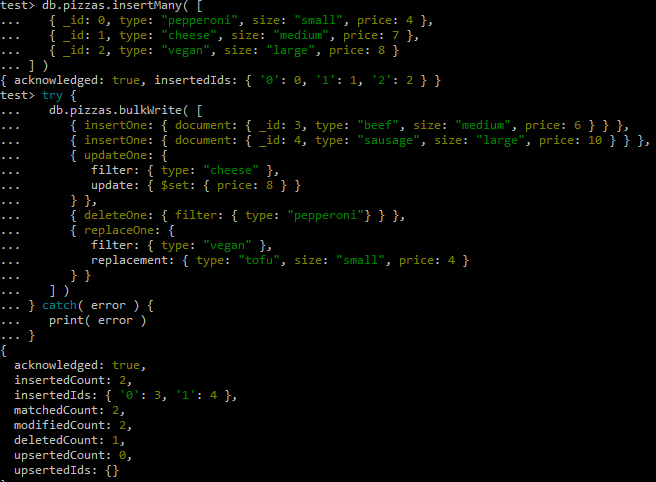 test> db.pizzas.insertMany( [
...     { _id: 0, type: "pepperoni", size: "small", price: 4 },
...     { _id: 1, type: "cheese", size: "medium", price: 7 },
...     { _id: 2, type: "vegan", size: "large", price: 8 }
... ] )
{ acknowledged: true, insertedIds: { '0': 0, '1': 1, '2': 2 } }
test> try {
...    db.pizzas.bulkWrite( [
...       { insertOne: { document: { _id: 3, type: "beef", size: "medium", price: 6 } } },
...       { insertOne: { document: { _id: 4, type: "sausage", size: "large", price: 10 } } },
...       { updateOne: {
...          filter: { type: "cheese" },
...          update: { $set: { price: 8 } }
...       } },
...       { deleteOne: { filter: { type: "pepperoni"} } },
...       { replaceOne: {
...          filter: { type: "vegan" },
...          replacement: { type: "tofu", size: "small", price: 4 }
...       } }
...    ] )
... } catch( error ) {
...    print( error )
... }
{
  acknowledged: true,
  insertedCount: 2,
  insertedIds: { '0': 3, '1': 4 },
  matchedCount: 2,
  modifiedCount: 2,
  deletedCount: 1,
  upsertedCount: 0,
  upsertedIds: {}
}